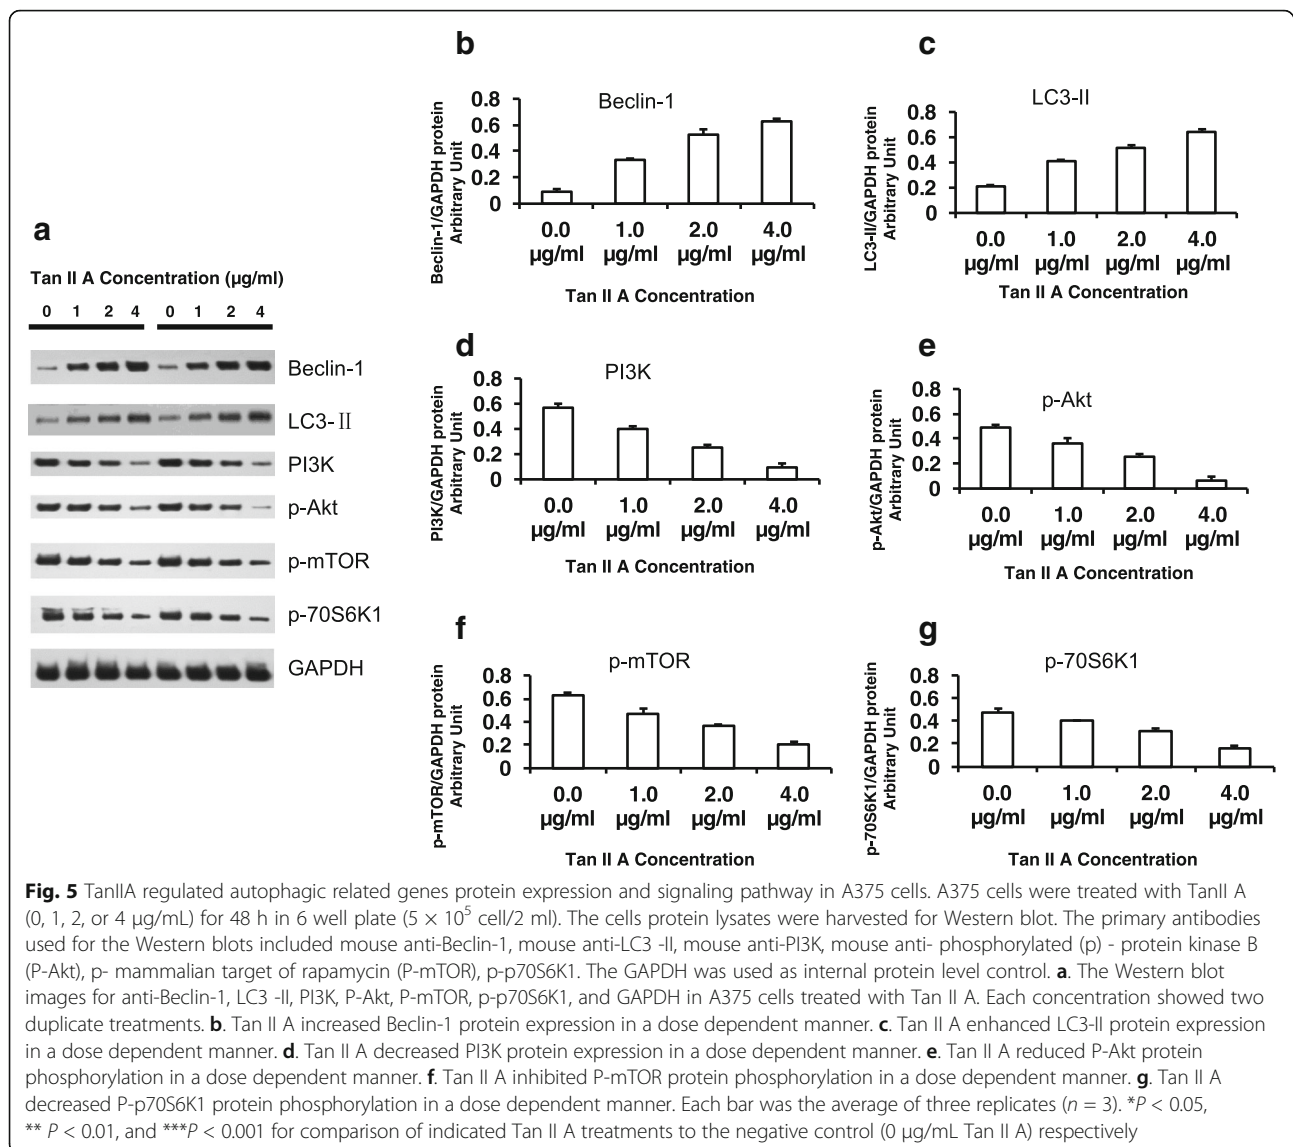 a
Tan II A Concentration (µg/ml)
0 1 2 4 0 1 2 4
Beclin-1
LC3-II
PI3K
p-Akt
p-mTOR
p-70S6K1
GAPDH
b
Beclin-1
Beclin-1/GAPDH protein
Arbitrary Unit
0.8
0.6
0.4
0.2
0
0.0 1.0 2.0 4.0
µg/ml µg/ml µg/ml µg/ml
Tan II A Concentration
c
LC3-II
LC3-II/GAPDH protein
Arbitrary Unit
0.8
0.6
0.4
0.2
0
0.0 1.0 2.0 4.0
µg/ml µg/ml µg/ml µg/ml
Tan II A Concentration
d
PI3K
PI3K/GAPDH protein
Arbitrary Unit
0.8
0.6
0.4
0.2
0
0.0 1.0 2.0 4.0
µg/ml µg/ml µg/ml µg/ml
Tan II A Concentration
e
p-Akt
p-Akt/GAPDH protein
Arbitrary Unit
0.8
0.6
0.4
0.2
0
0.0 1.0 2.0 4.0
µg/ml µg/ml µg/ml µg/ml
Tan II A Concentration
f
p-mTOR
p-mTOR/GAPDH protein
Arbitrary Unit
0.8
0.6
0.4
0.2
0
0.0 1.0 2.0 4.0
µg/ml µg/ml µg/ml µg/ml
Tan II A Concentration
g
p-70S6K1
p-70S6K1/GAPDH protein
Arbitrary Unit
0.8
0.6
0.4
0.2
0
0.0 1.0 2.0 4.0
µg/ml µg/ml µg/ml µg/ml
Tan II A Concentration
Fig. 5 TanIIA regulated autophagic related genes protein expression and signaling pathway in A375 cells. A375 cells were treated with TanII A
(0, 1, 2, or 4 µg/mL) for 48 h in 6 well plate (5 × 10⁵ cell/2 ml). The cells protein lysates were harvested for Western blot. The primary antibodies
used for the Western blots included mouse anti-Beclin-1, mouse anti-LC3 -II, mouse anti-PI3K, mouse anti- phosphorylated (p) - protein kinase B
(P-Akt), p- mammalian target of rapamycin (P-mTOR), p-p70S6K1. The GAPDH was used as internal protein level control. a. The Western blot
images for anti-Beclin-1, LC3 -II, PI3K, P-Akt, P-mTOR, p-p70S6K1, and GAPDH in A375 cells treated with Tan II A. Each concentration showed two
duplicate treatments. b. Tan II A increased Beclin-1 protein expression in a dose dependent manner. c. Tan II A enhanced LC3-II protein expression
in a dose dependent manner. d. Tan II A decreased PI3K protein expression in a dose dependent manner. e. Tan II A reduced P-Akt protein
phosphorylation in a dose dependent manner. f. Tan II A inhibited P-mTOR protein phosphorylation in a dose dependent manner. g. Tan II A
decreased P-p70S6K1 protein phosphorylation in a dose dependent manner. Each bar was the average of three replicates (n = 3). *P < 0.05,
** P < 0.01, and ***P < 0.001 for comparison of indicated Tan II A treatments to the negative control (0 µg/mL Tan II A) respectively